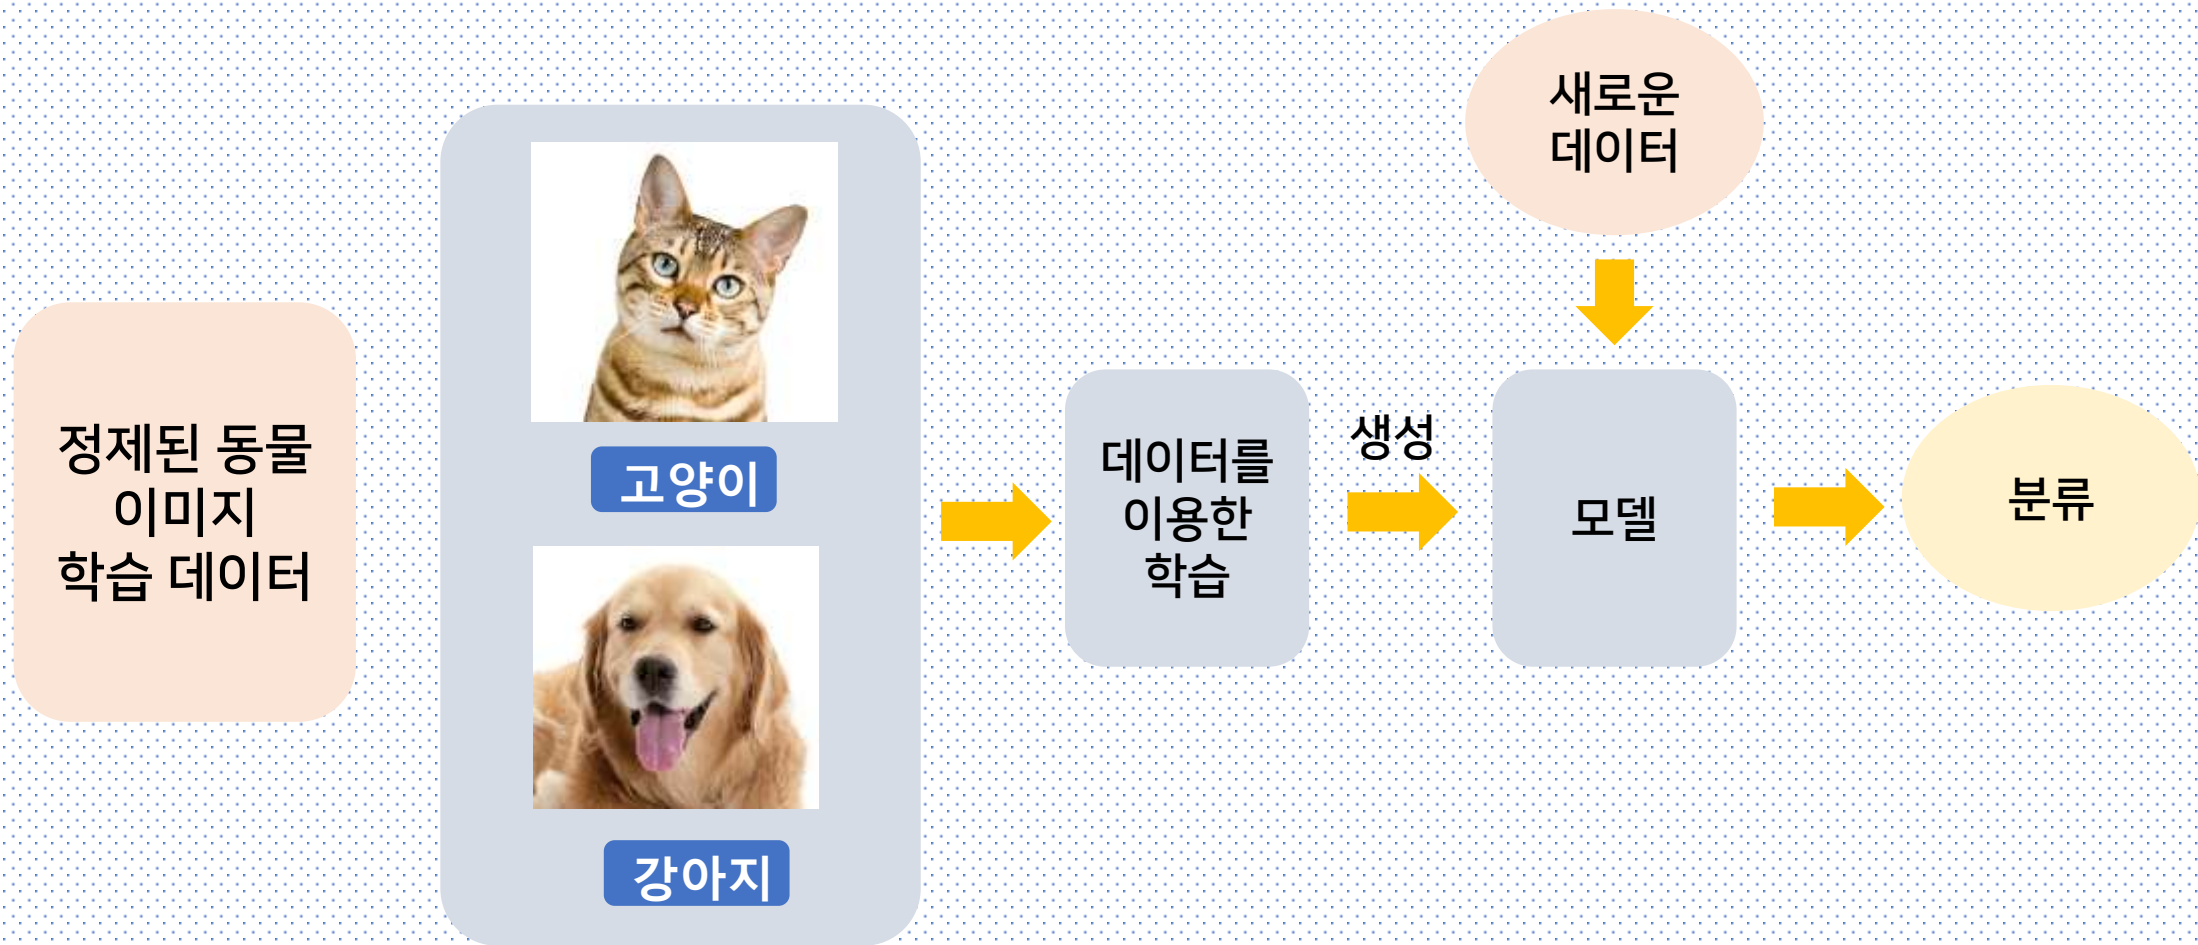 정제된 동물
이미지
학습 데이터
고양이
강아지
데이터를
이용한
학습
생성
새로운
데이터
모델
분류